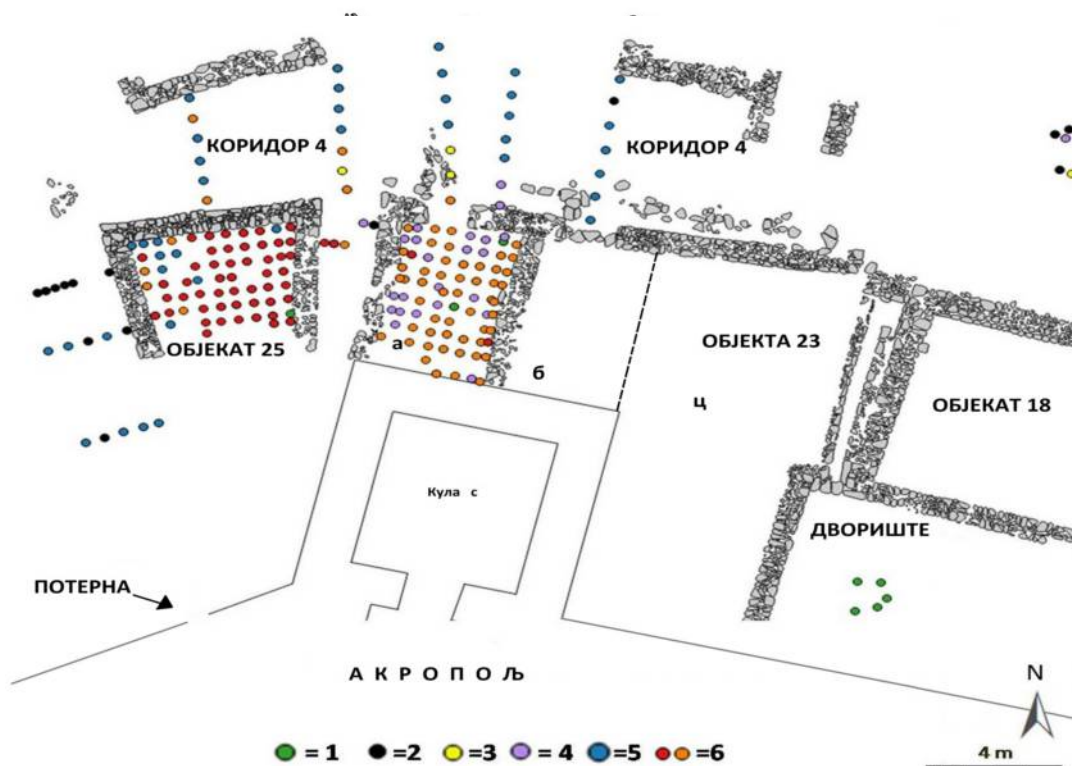 КОРИДОР 4
КОРИДОР 4
ОБЈЕКАТ 25
а
б
ОБЈЕКТА 23
ц
ОБЈЕКАТ 18
Кула с
ДВОРИШТЕ
ПОТЕРНА
АКРОПОЉ
N
4 m
= 1 =2 =3 = 4 =5 =6